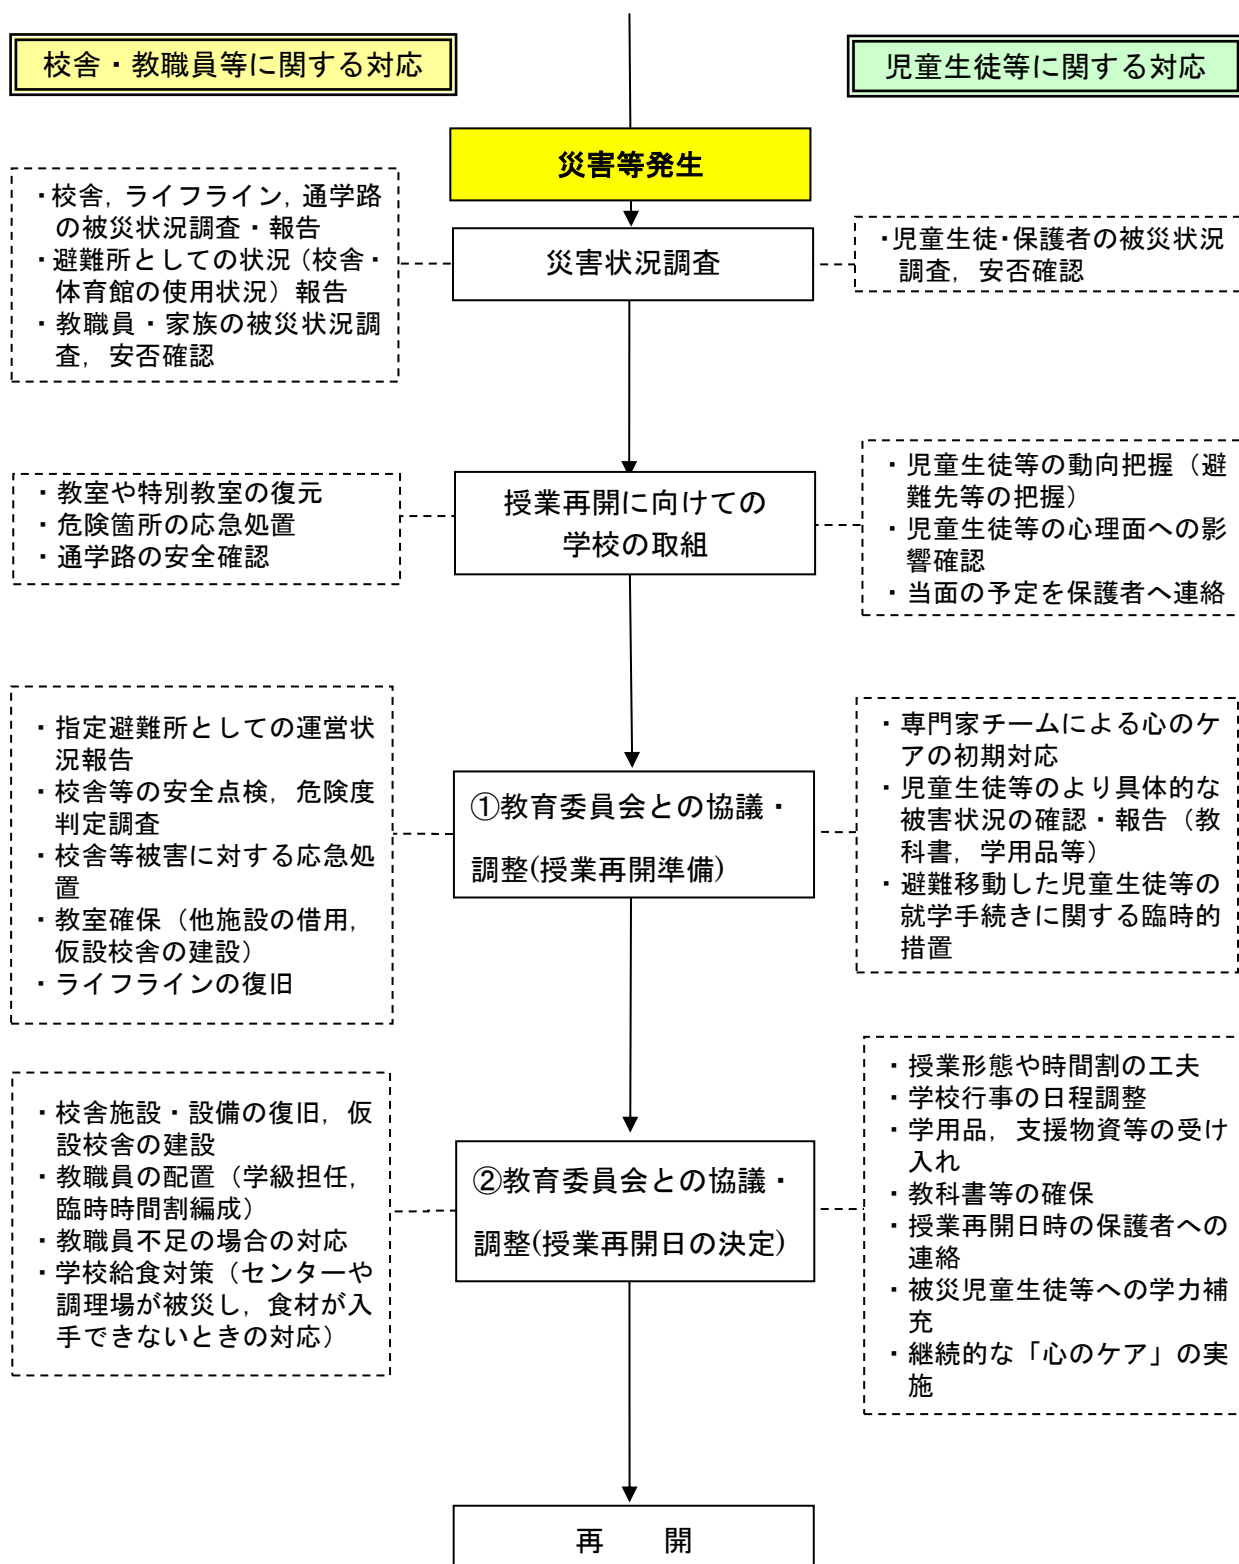 校舎・教職員等に関する対応
児童生徒等に関する対応
災害等発生
・校舎,ライフライン,通学路
の被災状況調査・報告
・避難所としての状況(校舎・
体育館の使用状況)報告
・教職員・家族の被災状況調
査,安否確認
災害状況調査
・児童生徒・保護者の被災状況
調査,安否確認
・教室や特別教室の復元
・危険箇所の応急処置
・通学路の安全確認
授業再開に向けての
学校の取組
・児童生徒等の動向把握(避
難先等の把握)
・児童生徒等の心理面への影
響確認
・当面の予定を保護者へ連絡
・指定避難所としての運営状
況報告
・校舎等の安全点検,危険度
判定調査
・校舎等被害に対する応急処
置
・教室確保(他施設の借用,
仮設校舎の建設)
・ライフラインの復旧
①教育委員会との協議・
調整(授業再開準備)
・専門家チームによる心のケ
アの初期対応
・児童生徒等のより具体的な
被害状況の確認・報告(教
科書,学用品等)
・避難移動した児童生徒等の
就学手続きに関する臨時的
措置
・校舎施設・設備の復旧,仮
設校舎の建設
・教職員の配置(学級担任,
臨時時間割編成)
・教職員不足の場合の対応
・学校給食対策(センターや
調理場が被災し,食材が入
手できないときの対応)
②教育委員会との協議・
調整(授業再開日の決定)
・授業形態や時間割の工夫
・学校行事の日程調整
・学用品,支援物資等の受け
入れ
・教科書等の確保
・授業再開日時の保護者への
連絡
・被災児童生徒等への学力補
充
・継続的な「心のケア」の実
施
再　　開